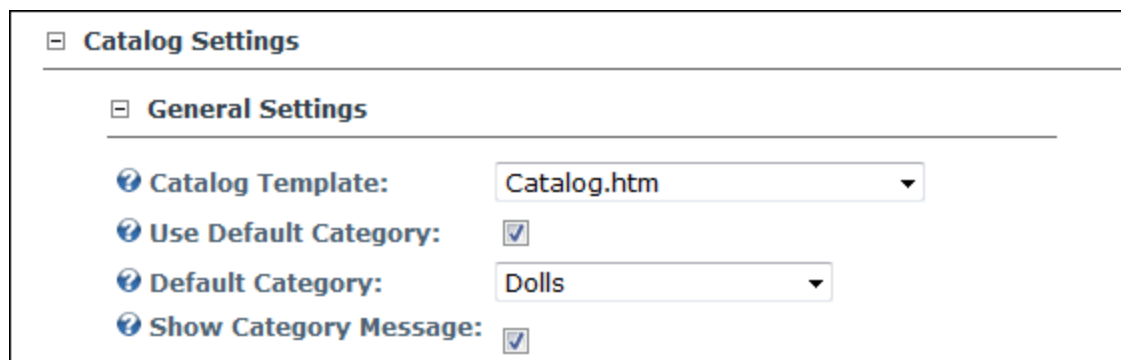 Catalog Settings
General Settings
Catalog Template: Catalog.htm
Use Default Category:
Default Category: Dolls
Show Category Message: